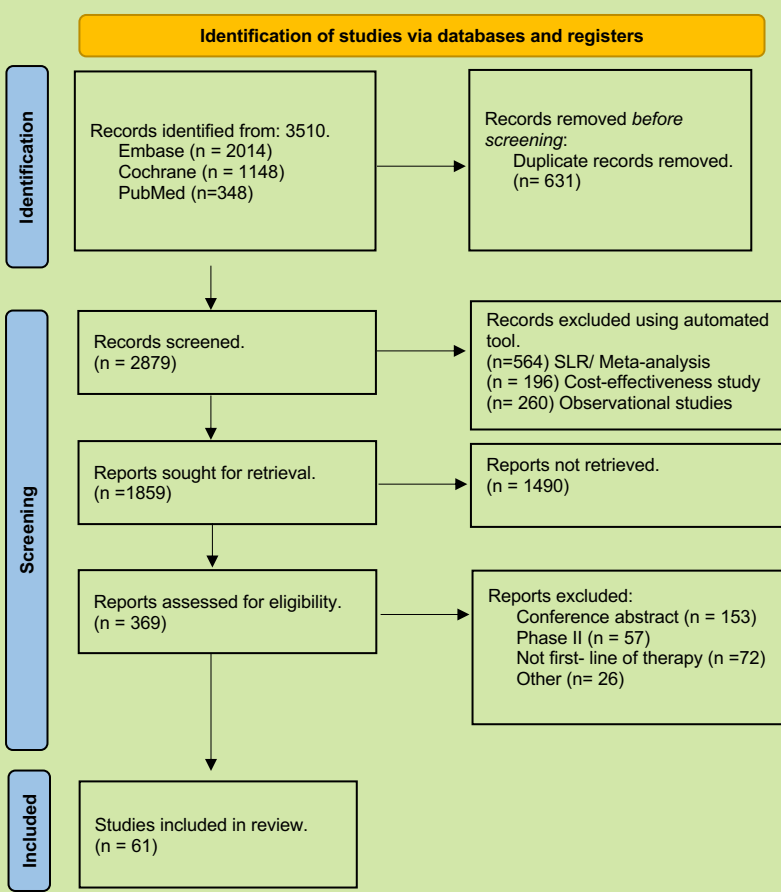 Identification of studies via databases and registers
Identification
Records identified from: 3510.
Embase (n = 2014)
Cochrane (n = 1148)
PubMed (n=348)
Records removed before
screening:
Duplicate records removed.
(n= 631)
Screening
Records screened.
(n = 2879)
Records excluded using automated
tool.
(n=564) SLR/ Meta-analysis
(n = 196) Cost-effectiveness study
(n= 260) Observational studies
Reports sought for retrieval.
(n =1859)
Reports not retrieved.
(n = 1490)
Reports assessed for eligibility.
(n = 369)
Reports excluded:
Conference abstract (n = 153)
Phase II (n = 57)
Not first- line of therapy (n =72)
Other (n= 26)
Included
Studies included in review.
(n = 61)